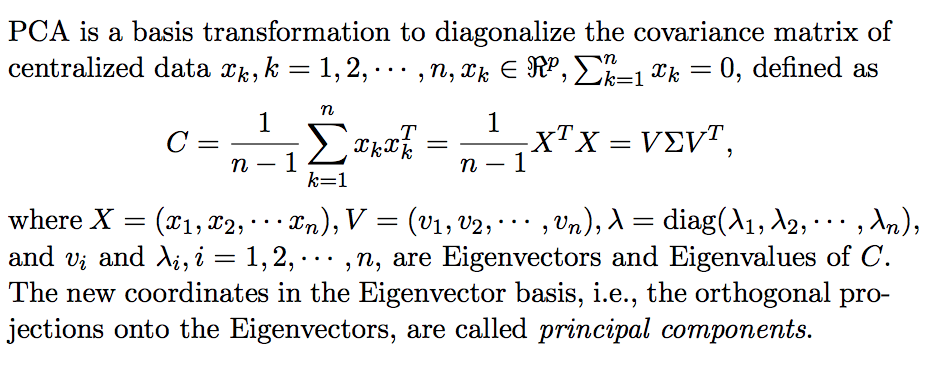 PCA is a basis transformation to diagonalize the covariance matrix of
centralized data $x_k, k = 1, 2, \cdots, n, x_k \in \Re^p, \sum_{k=1}^{n} x_k = 0$, defined as
$C = \frac{1}{n-1} \sum_{k=1}^{n} x_k x_k^T = \frac{1}{n-1} X^T X = V \Sigma V^T,$
where $X = (x_1, x_2, \cdots x_n), V = (v_1, v_2, \cdots, v_n), \lambda = \mathrm{diag}(\lambda_1, \lambda_2, \cdots, \lambda_n),$
and $v_i$ and $\lambda_i, i = 1, 2, \cdots, n$, are Eigenvectors and Eigenvalues of $C$.
The new coordinates in the Eigenvector basis, i.e., the orthogonal pro-
jections onto the Eigenvectors, are called principal components.